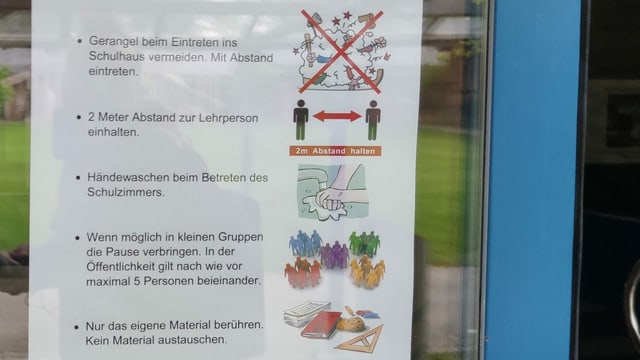 • Gerangel beim Eintreten ins
Schulhaus vermeiden. Mit Abstand
eintreten.
• 2 Meter Abstand zur Lehrperson
einhalten.
2m Abstand halten
• Händewaschen beim Betreten des
Schulzimmers.
• Wenn möglich in kleinen Gruppen
die Pause verbringen. In der
Öffentlichkeit gilt nach wie vor
maximal 5 Personen beieinander.
• Nur das eigene Material berühren.
Kein Material austauschen.